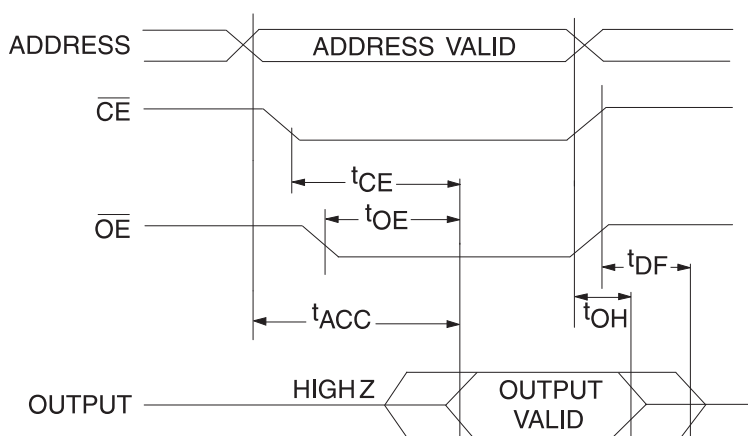 ADDRESS
ADDRESS VALID
CE
tCE
OE
tOE
tDF
tACC
tOH
OUTPUT
HIGH Z
OUTPUT
VALID